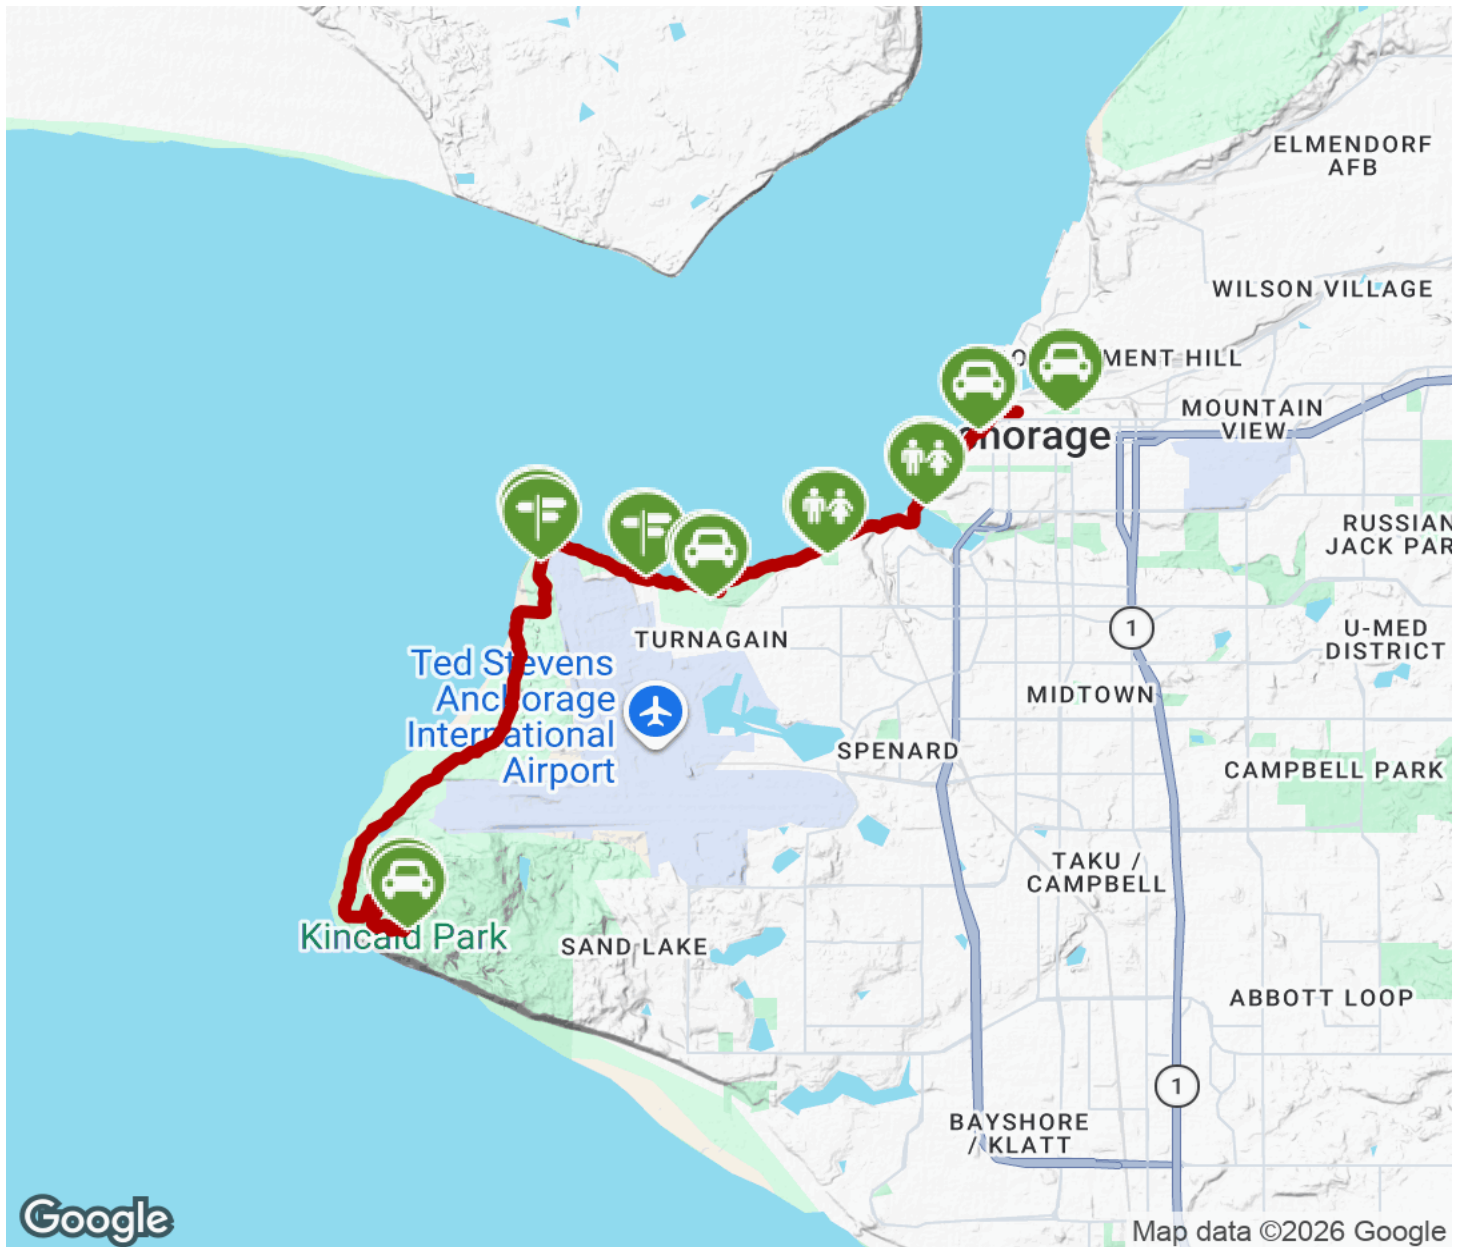 ELMENDORF
AFB
WILSON VILLAGE
MENT HILL
MOUNTAIN
VIEW
chorage
RUSSIAN
JACK PAR
TURNAGAIN
U-MED
DISTRICT
1
Ted Stevens
Anchorage
International
Airport
MIDTOWN
SPENARD
CAMPBELL PARK
TAKU /
CAMPBELL
Kincaid Park
SAND LAKE
ABBOTT LOOP
1
BAYSHORE
/ KLATT
Google
Map data ©2026 Google